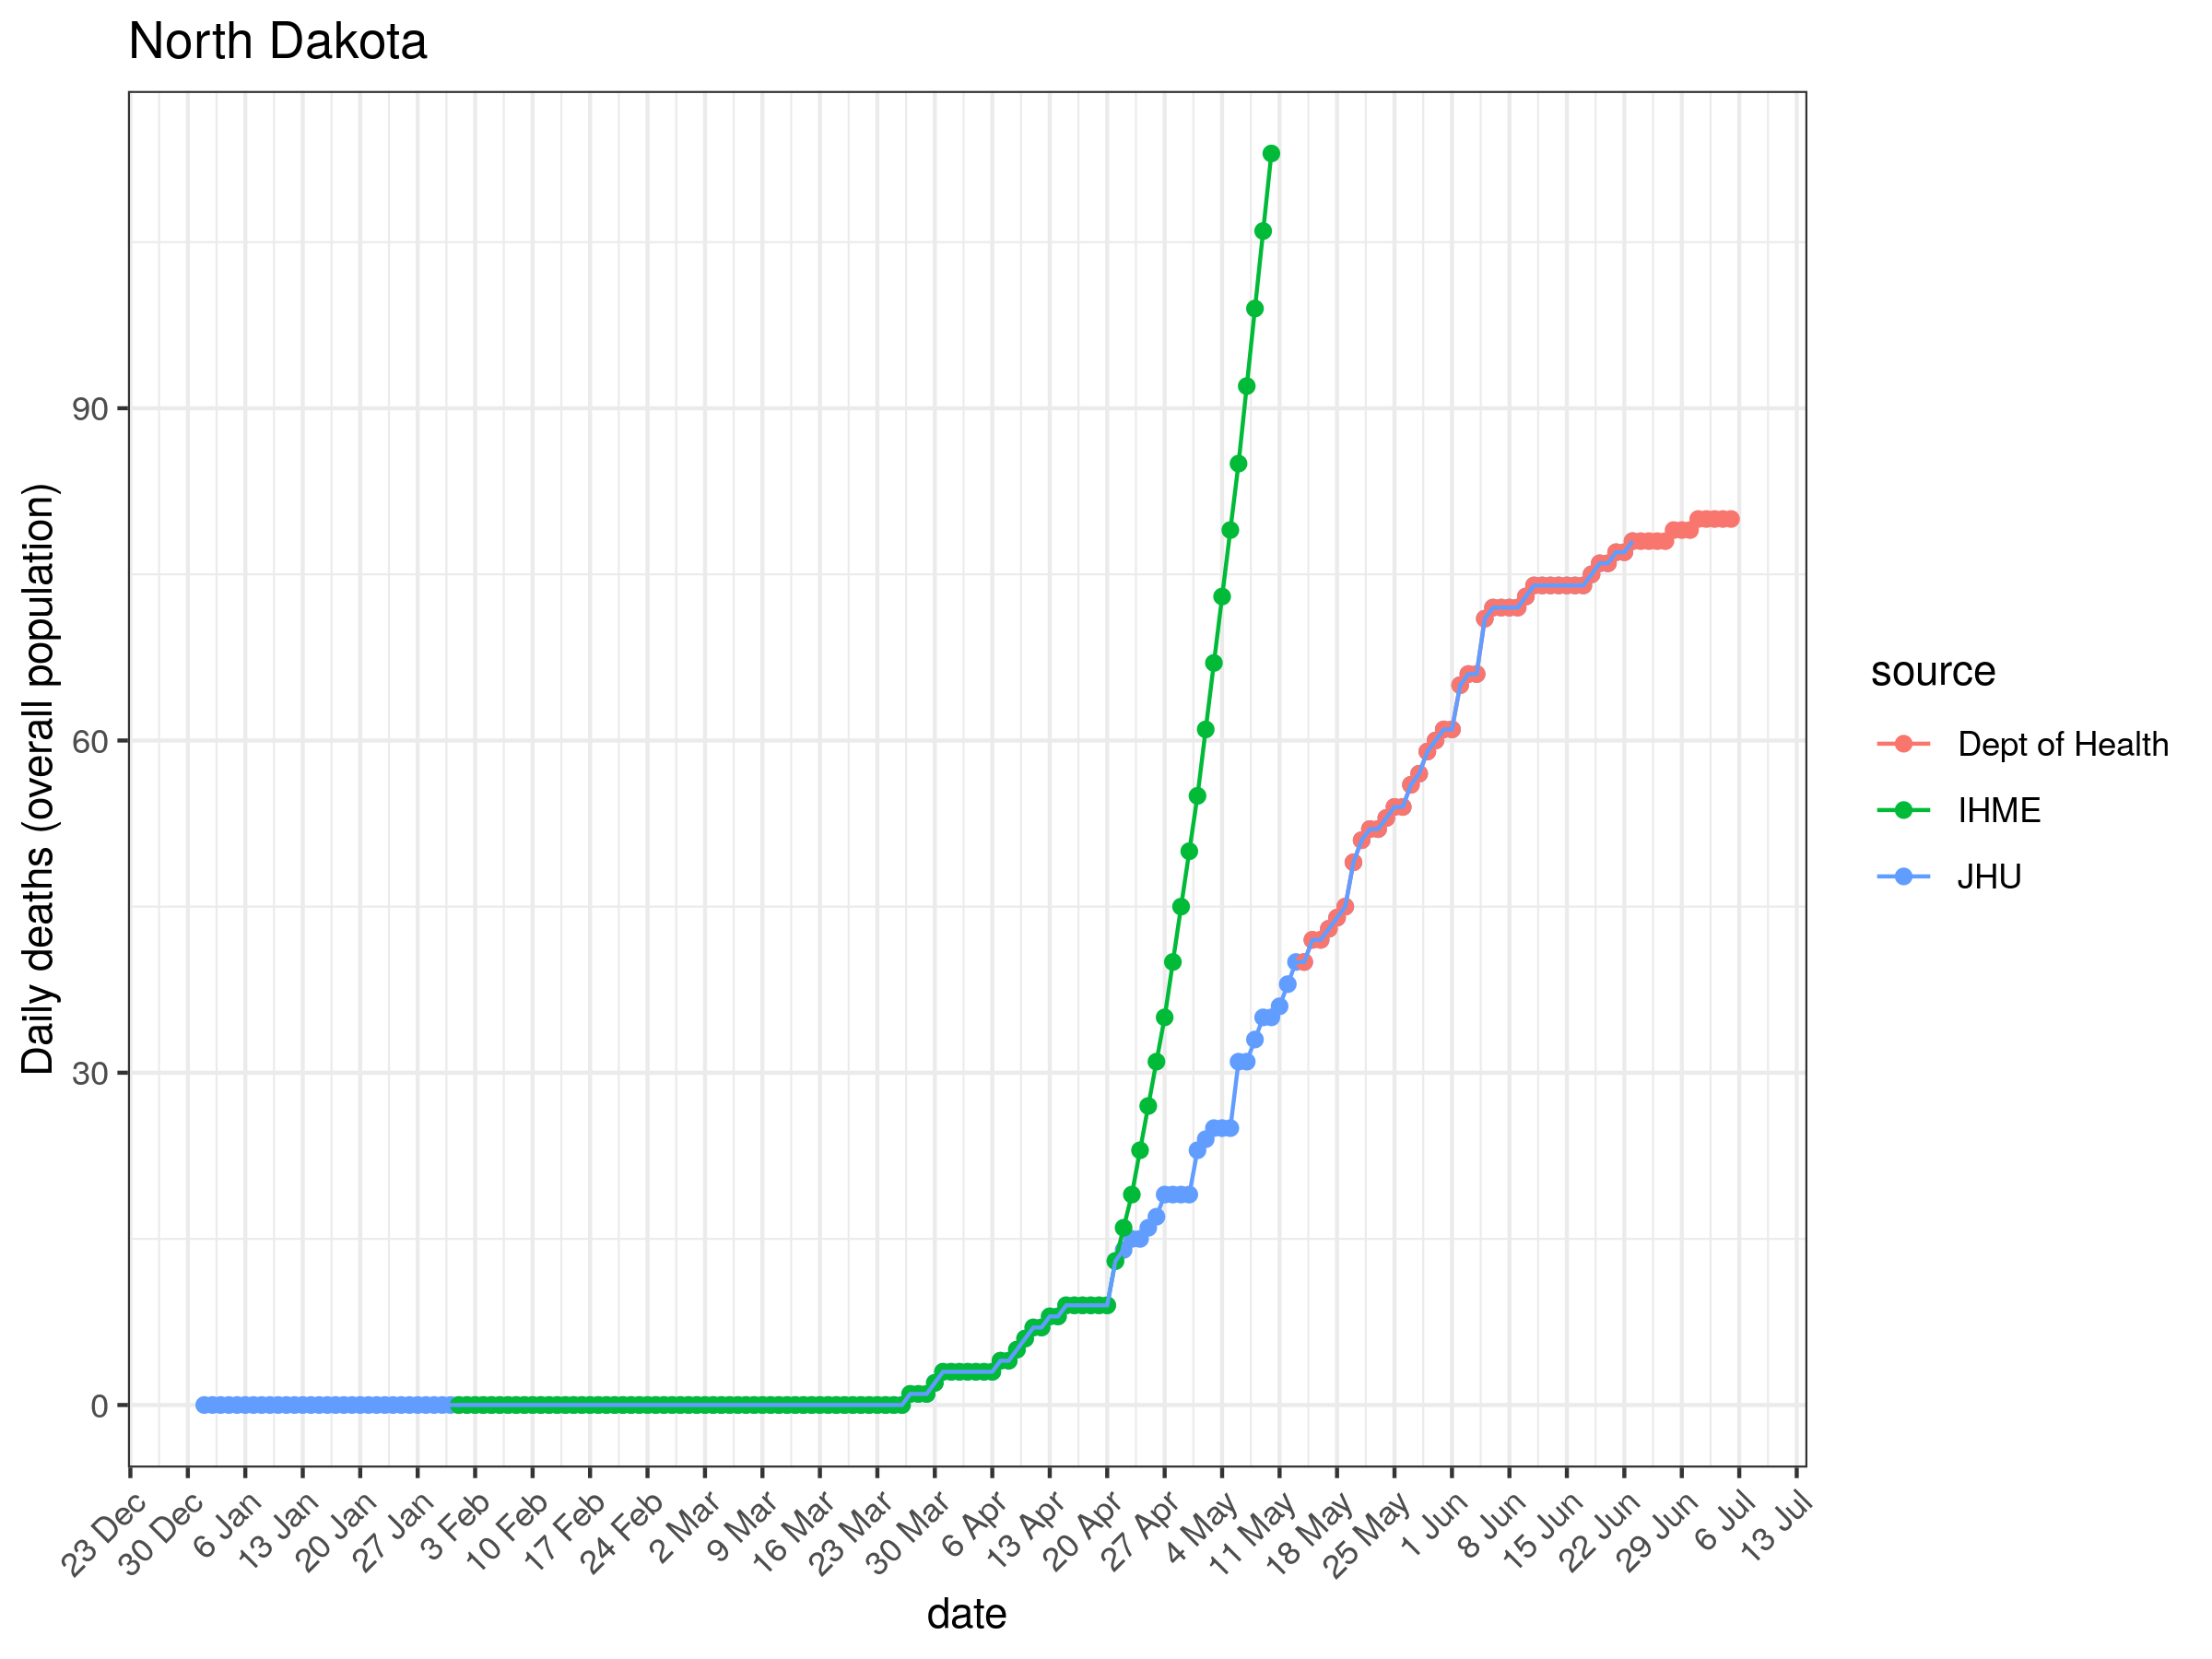 North Dakota
Daily deaths (overall population)
90
60
30
0
23 Dec
30 Dec
6 Jan
13 Jan
20 Jan
27 Jan
3 Feb
10 Feb
17 Feb
24 Feb
2 Mar
9 Mar
16 Mar
23 Mar
30 Mar
6 Apr
13 Apr
20 Apr
27 Apr
4 May
11 May
18 May
25 May
1 Jun
8 Jun
15 Jun
22 Jun
29 Jun
6 Jul
13 Jul
date
source
Dept of Health
IHME
JHU